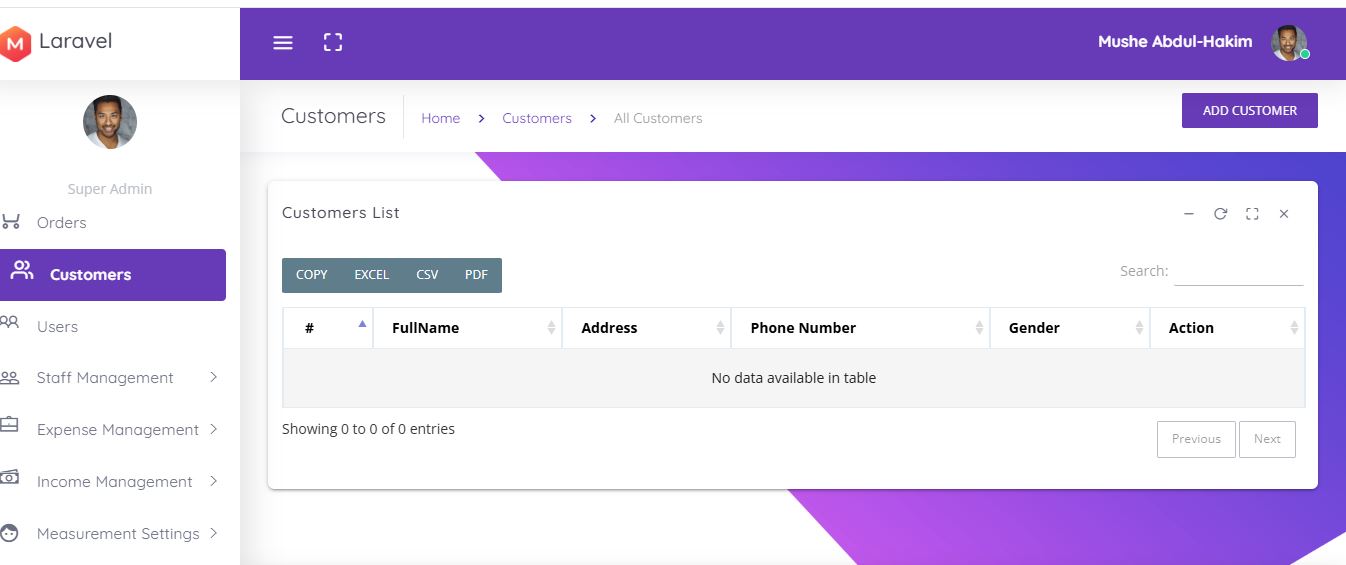 M Laravel
Mushe Abdul-Hakim
Super Admin
Orders
Customers
Users
Staff Management
Expense Management
Income Management
Measurement Settings
Customers
Home > Customers > All Customers
ADD CUSTOMER
Customers List
COPY EXCEL CSV PDF
Search:
# FullName Address Phone Number Gender Action
No data available in table
Showing 0 to 0 of 0 entries
Previous Next